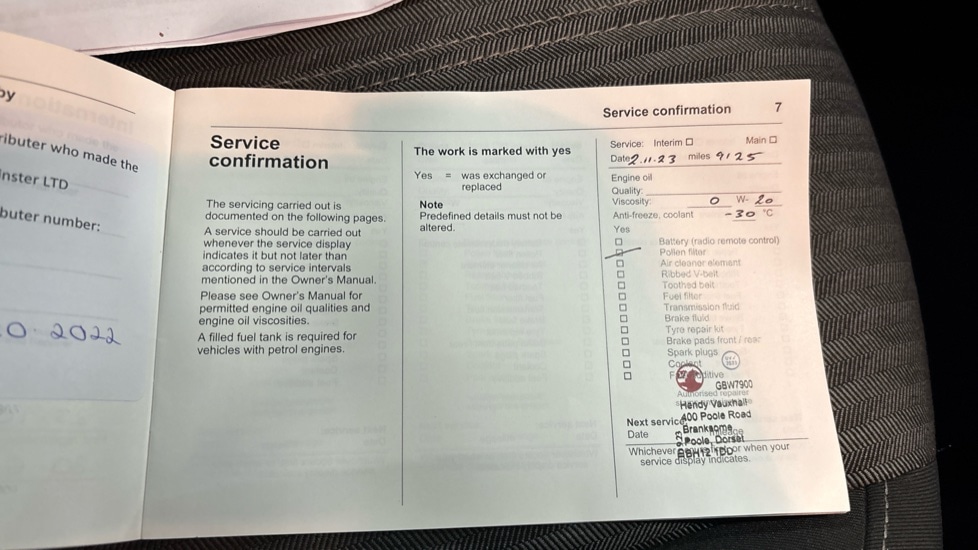 by
ributer who made the
inster LTD
buter number:
0.2022
Service confirmation 7
Service
confirmation
The servicing carried out is
documented on the following pages.
A service should be carried out
whenever the service display
indicates it but not later than
according to service intervals
mentioned in the Owner's Manual.
Please see Owner's Manual for
permitted engine oil qualities and
engine oil viscosities.
A filled fuel tank is required for
vehicles with petrol engines.
The work is marked with yes
Yes = was exchanged or
replaced
Note
Predefined details must not be
altered.
Service: Interim ☐ Main ☐
Date 2.11.23 miles 9125
Engine oil
Quality:
Viscosity: 0 W- 20
Anti-freeze, coolant -30 °C
Yes
☐ Battery (radio remote control)
☐ Pollen filter
☐ Air cleaner element
☐ Ribbed V-belt
☐ Toothed belt
☐ Fuel filter
☐ Transmission fluid
☐ Brake fluid
☐ Tyre repair kit
☐ Brake pads front / rear
☐ Spark plugs
☐ Coolant
☐ additive
GBW7900
Authorised repairer
Hendy Vauxhall
Next service 400 Poole Road
Date Branksome
Poole, Dorset
BH12 1DD
Whichever or when your
service display indicates.